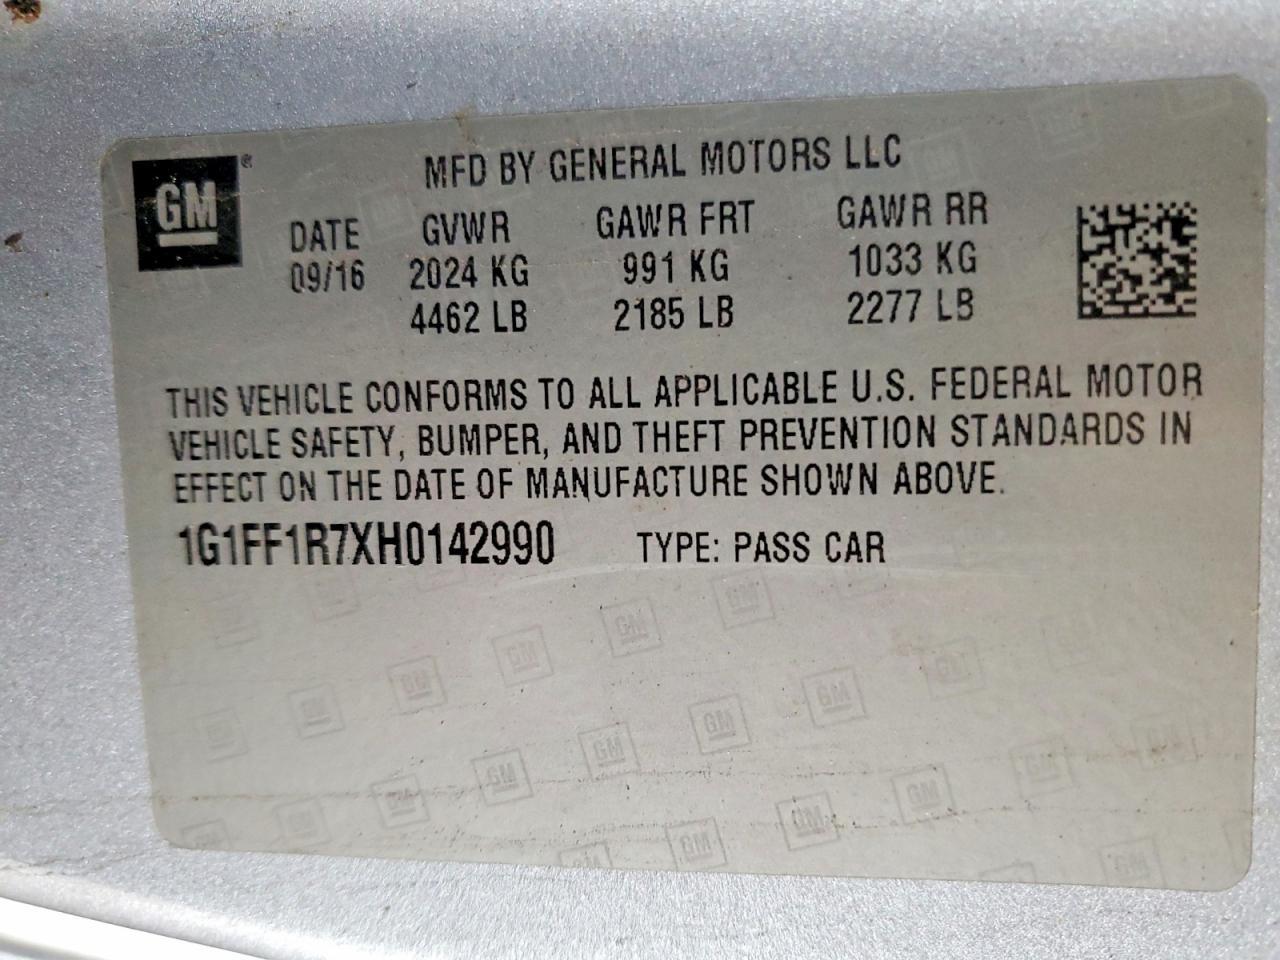 GM®
MFD BY GENERAL MOTORS LLC
DATE GVWR GAWR FRT GAWR RR
09/16 2024 KG 991 KG 1033 KG
4462 LB 2185 LB 2277 LB
THIS VEHICLE CONFORMS TO ALL APPLICABLE U.S. FEDERAL MOTOR
VEHICLE SAFETY, BUMPER, AND THEFT PREVENTION STANDARDS IN
EFFECT ON THE DATE OF MANUFACTURE SHOWN ABOVE.
1G1FF1R7XH0142990 TYPE: PASS CAR